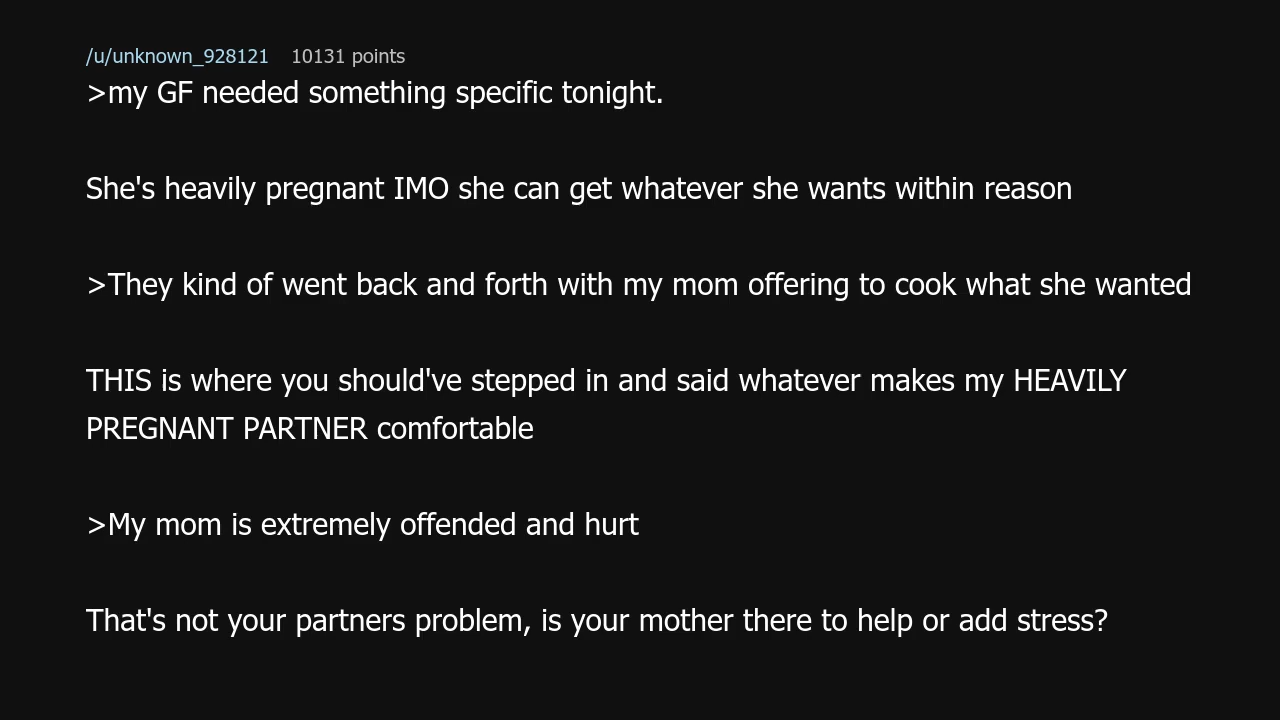 /u/unknown_928121 10131 points
>my GF needed something specific tonight.
She's heavily pregnant IMO she can get whatever she wants within reason
>They kind of went back and forth with my mom offering to cook what she wanted
THIS is where you should've stepped in and said whatever makes my HEAVILY
PREGNANT PARTNER comfortable
>My mom is extremely offended and hurt
That's not your partners problem, is your mother there to help or add stress?